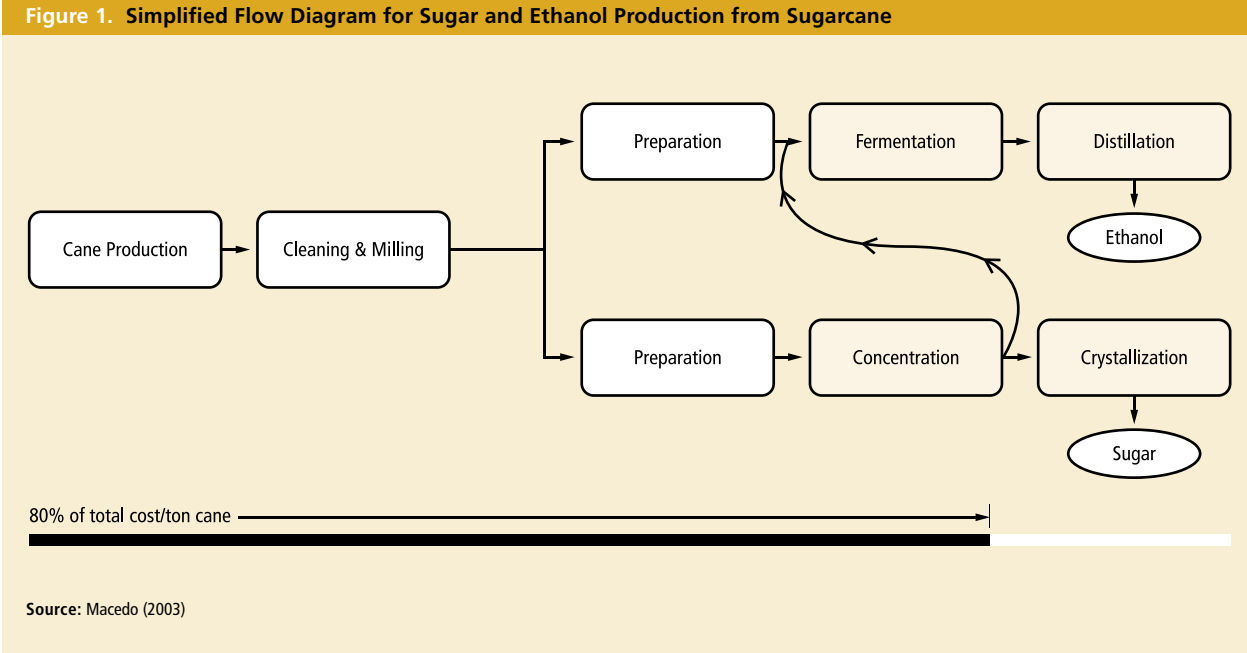 Figure 1. Simplified Flow Diagram for Sugar and Ethanol Production from Sugarcane
Preparation
Fermentation
Distillation
Cane Production
Cleaning & Milling
Ethanol
Preparation
Concentration
Crystallization
Sugar
80% of total cost/ton cane
Source: Macedo (2003)